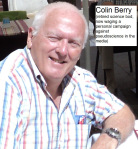 Colin Berry
(retired science bod,
now waging a
personal campaign
against
pseudoscience in the
media)